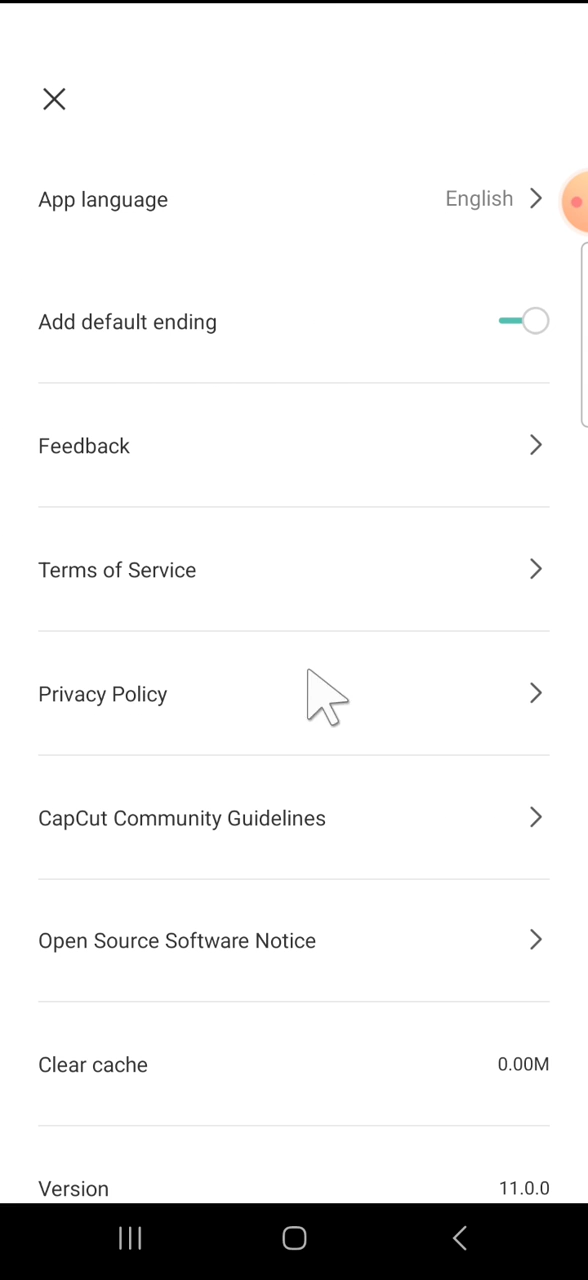 App language
English
Add default ending
Feedback
Terms of Service
Privacy Policy
CapCut Community Guidelines
Open Source Software Notice
Clear cache
0.00M
Version
11.0.0